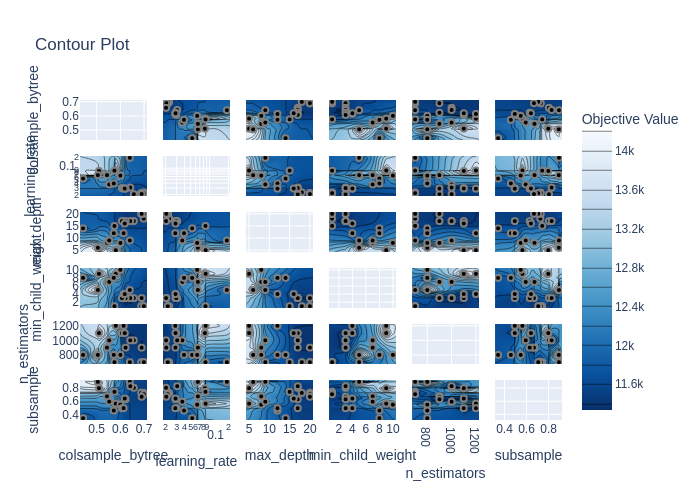 Contour Plot
colsample_bytree
learning_rate
max_depth
min_child_weight
n_estimators
subsample
0.7
0.6
0.5
2
0.1
2
20
15
10
5
10
8
6
4
2
1200
1000
800
0.8
0.6
0.4
0.5 0.6 0.7
2 3 4 5 6 7 8 9 0.1 2
5 10 15 20
2 4 6 8 10
800 1000 1200
0.4 0.6 0.8
colsample_bytree learning_rate max_depth min_child_weight n_estimators subsample
Objective Value
14k
13.6k
13.2k
12.8k
12.4k
12k
11.6k